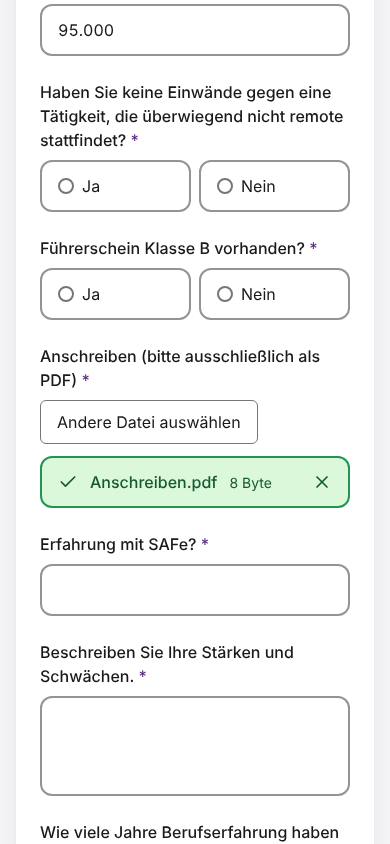 95.000
Haben Sie keine Einwände gegen eine
Tätigkeit, die überwiegend nicht remote
stattfindet? *
Ja
Nein
Führerschein Klasse B vorhanden? *
Ja
Nein
Anschreiben (bitte ausschließlich als
PDF) *
Andere Datei auswählen
Anschreiben.pdf 8 Byte
Erfahrung mit SAFe? *
Beschreiben Sie Ihre Stärken und
Schwächen. *
Wie viele Jahre Berufserfahrung haben